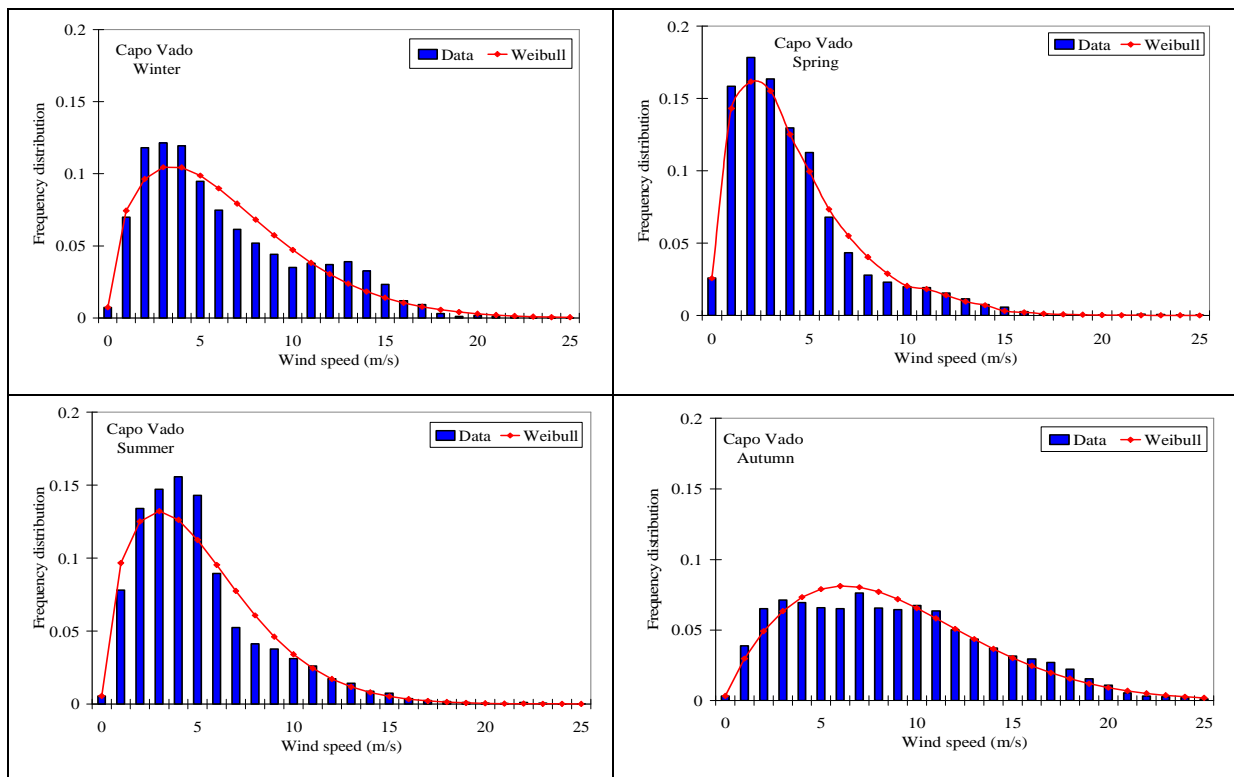 Capo Vado
Winter
Data
Weibull
Frequency distribution
0.2
0.15
0.1
0.05
0
0 5 10 15 20 25
Wind speed (m/s)
Capo Vado
Spring
Data
Weibull
Frequency distribution
0.2
0.15
0.1
0.05
0
0 5 10 15 20 25
Wind speed (m/s)
Capo Vado
Summer
Data
Weibull
Frequency distribution
0.2
0.15
0.1
0.05
0
0 5 10 15 20 25
Wind speed (m/s)
Capo Vado
Autumn
Data
Weibull
Frequency distribution
0.2
0.15
0.1
0.05
0
0 5 10 15 20 25
Wind speed (m/s)